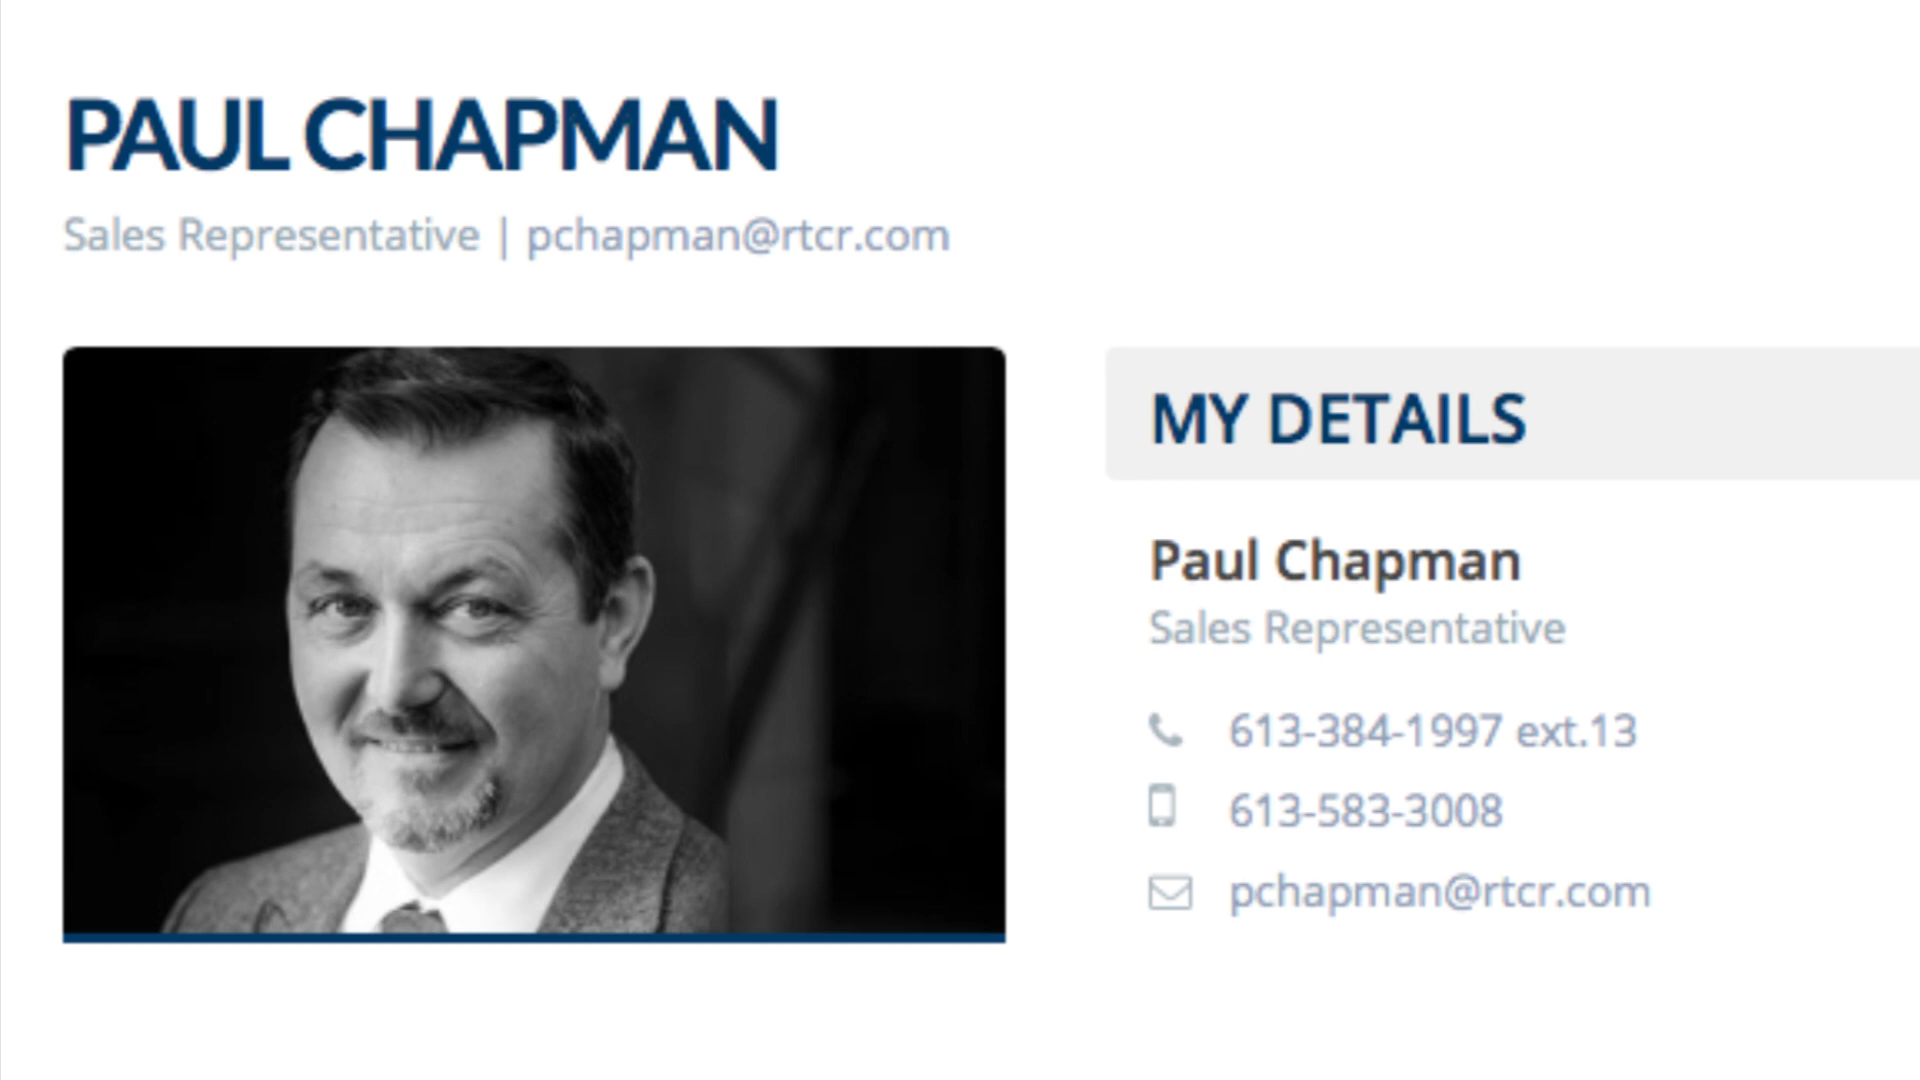 PAUL CHAPMAN
Sales Representative | pchapman@rtcr.com
MY DETAILS
Paul Chapman
Sales Representative
613-384-1997 ext.13
613-583-3008
pchapman@rtcr.com